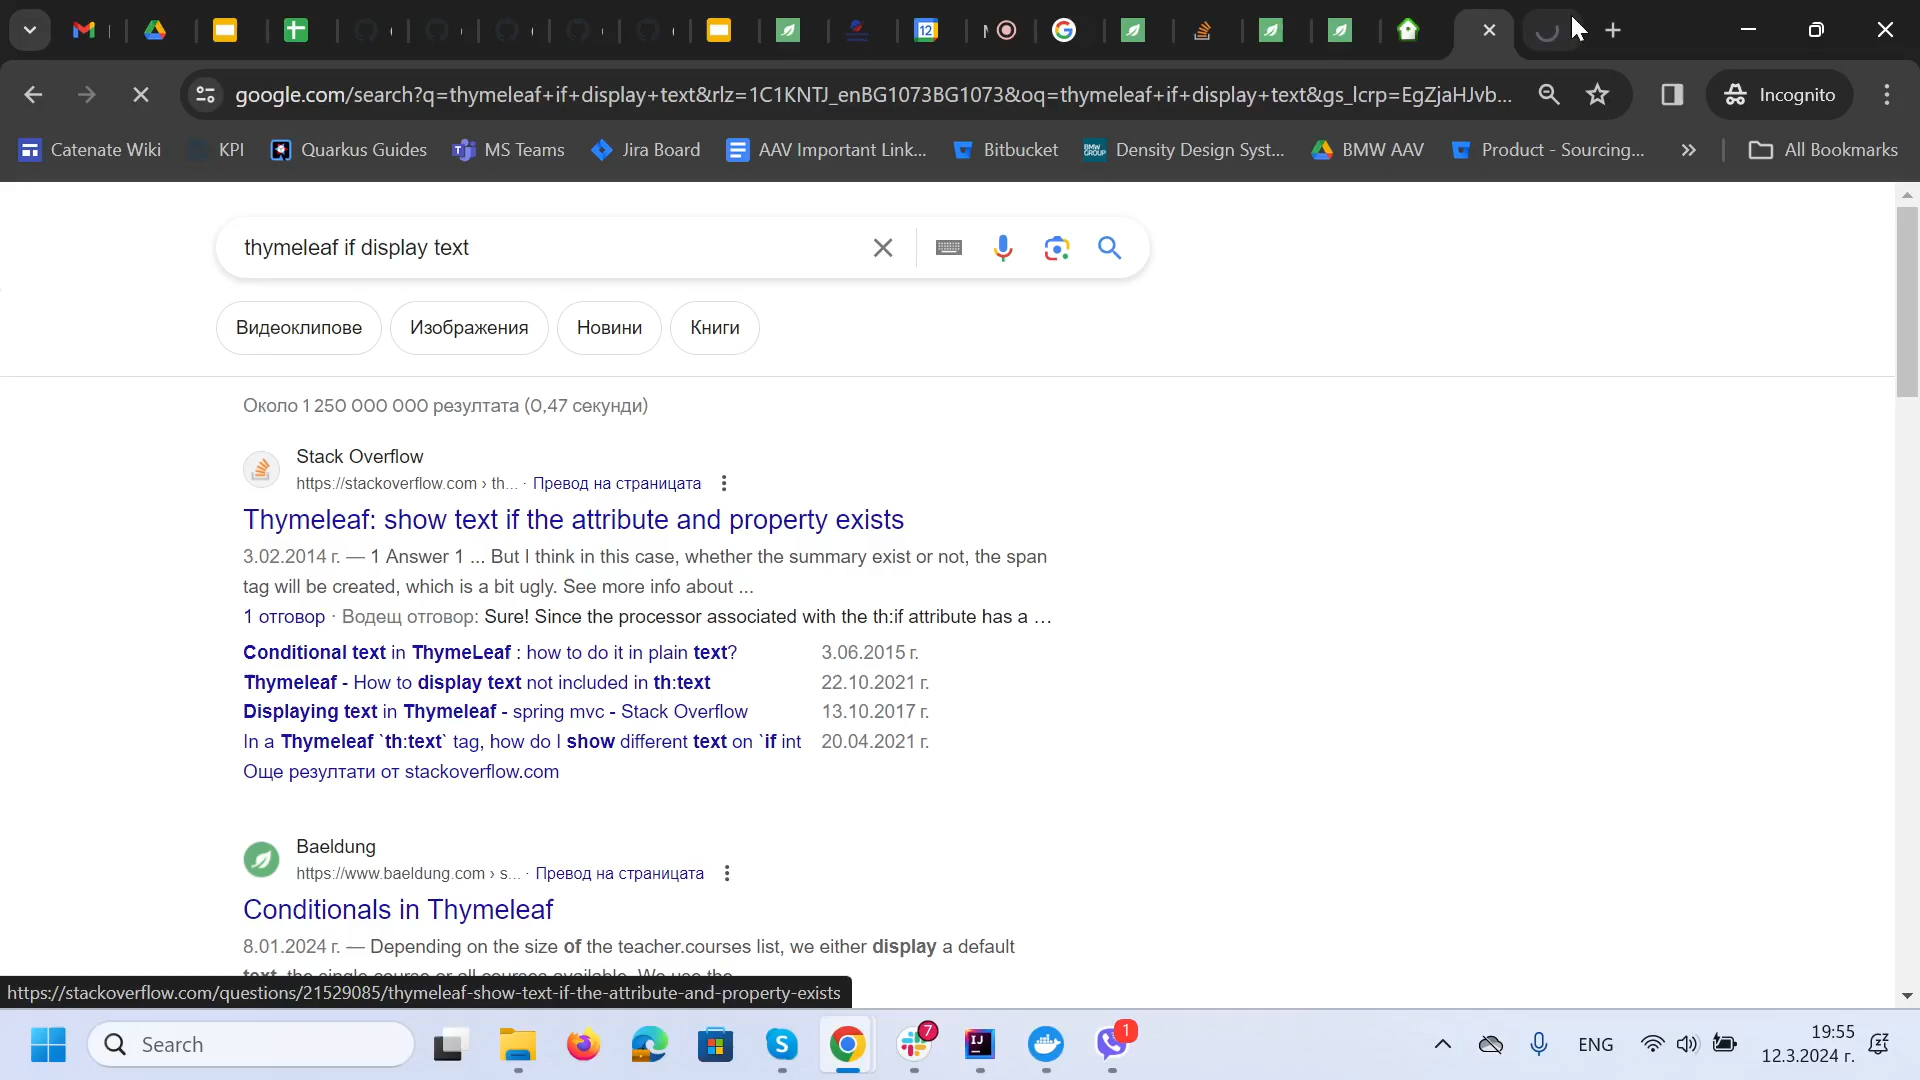 12
google.com/search?q=thymeleaf+if+display+text&rlz=1C1KNTJ_enBG1073BG1073&oq=thymeleaf+if+display+text&gs_lcrp=EgZjaHJvb...
Incognito
Catenate Wiki
KPI
Quarkus Guides
MS Teams
Jira Board
AAV Important Link...
Bitbucket
BMW GROUP
Density Design Syst...
BMW AAV
Product - Sourcing...
All Bookmarks
thymeleaf if display text
Видеоклипове
Изображения
Новини
Книги
Около 1 250 000 000 резултата (0,47 секунди)
Stack Overflow
https://stackoverflow.com › th... · Превод на страницата
Thymeleaf: show text if the attribute and property exists
3.02.2014 г. — 1 Answer 1 ... But I think in this case, whether the summary exist or not, the span
tag will be created, which is a bit ugly. See more info about ...
1 отговор · Водещ отговор: Sure! Since the processor associated with the th:if attribute has a ...
Conditional text in ThymeLeaf : how to do it in plain text? 3.06.2015 г.
Thymeleaf - How to display text not included in th:text 22.10.2021 г.
Displaying text in Thymeleaf - spring mvc - Stack Overflow 13.10.2017 г.
In a Thymeleaf `th:text` tag, how do I show different text on `if int 20.04.2021 г.
Още резултати от stackoverflow.com
Baeldung
https://www.baeldung.com › s... · Превод на страницата
Conditionals in Thymeleaf
8.01.2024 г. — Depending on the size of the teacher.courses list, we either display a default
https://stackoverflow.com/questions/21529085/thymeleaf-show-text-if-the-attribute-and-property-exists
Search
7
1
ENG
19:55
12.3.2024 г.